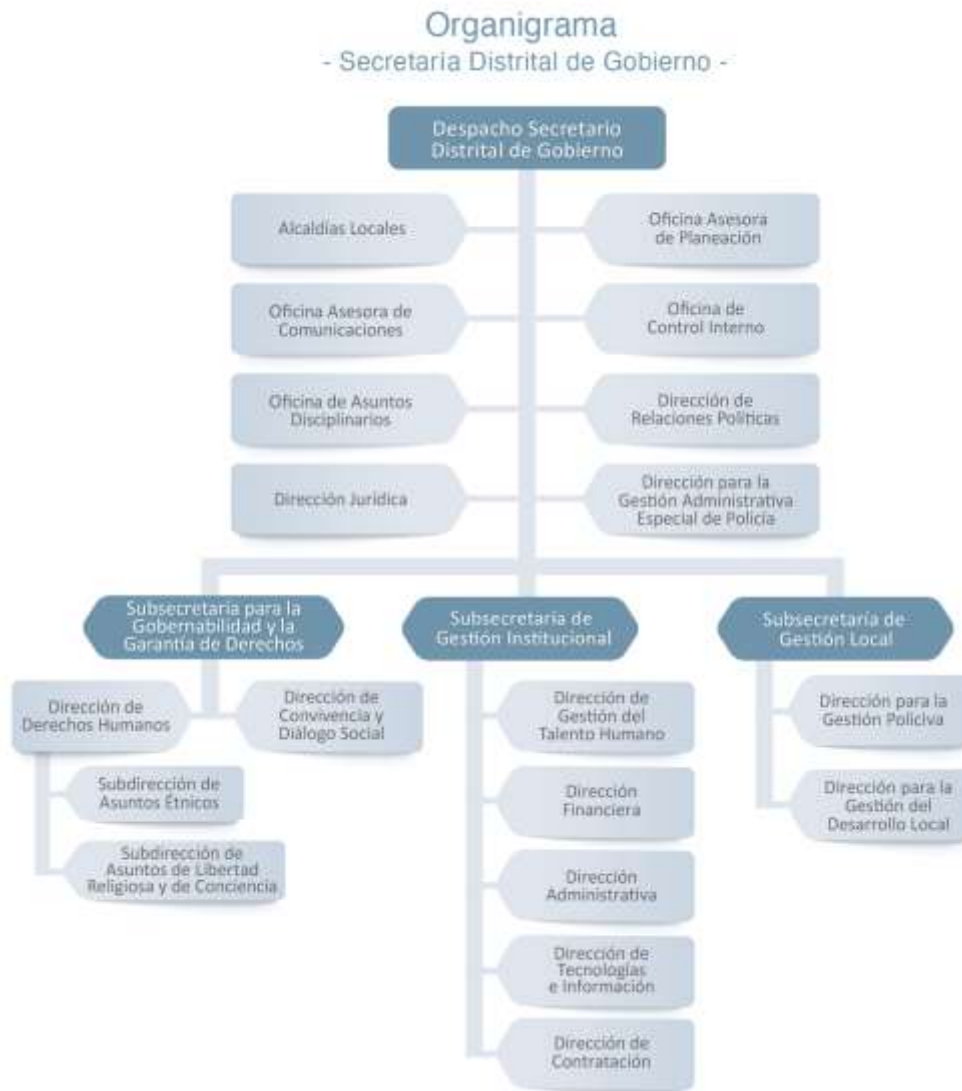 Organigrama
- Secretaría Distrital de Gobierno -
Despacho Secretario
Distrital de Gobierno
Alcaldías Locales
Oficina Asesora
de Planeación
Oficina Asesora de
Comunicaciones
Oficina de
Control Interno
Oficina de Asuntos
Disciplinarios
Dirección de
Relaciones Políticas
Dirección Jurídica
Dirección para la
Gestión Administrativa
Especial de Policía
Subsecretaría para la
Gobernabilidad y la
Garantía de Derechos
Subsecretaría de
Gestión Institucional
Subsecretaría de
Gestión Local
Dirección de
Derechos Humanos
Dirección de
Convivencia y
Diálogo Social
Subdirección de
Asuntos Étnicos
Subdirección de
Asuntos de Libertad
Religiosa y de Conciencia
Dirección de
Gestión del
Talento Humano
Dirección
Financiera
Dirección
Administrativa
Dirección de
Tecnologías
e Información
Dirección de
Contratación
Dirección para la
Gestión Policiva
Dirección para la
Gestión del
Desarrollo Local